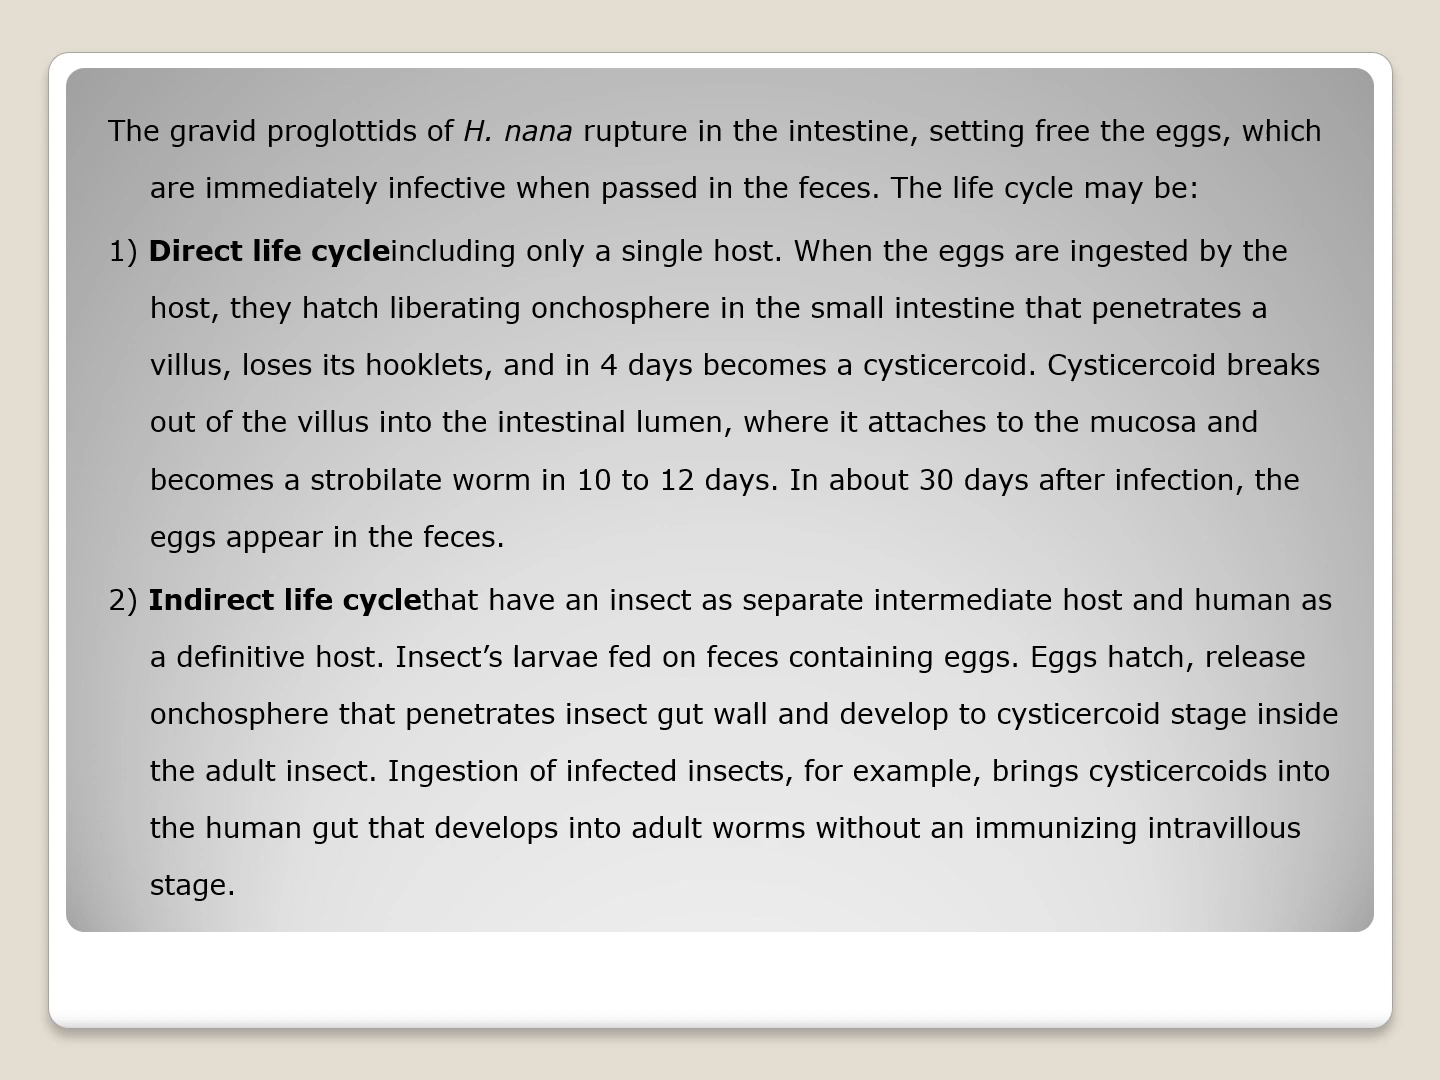 The gravid proglottids of H. nana rupture in the intestine, setting free the eggs, which
are immediately infective when passed in the feces. The life cycle may be:
1) Direct life cycleincluding only a single host. When the eggs are ingested by the
host, they hatch liberating onchosphere in the small intestine that penetrates a
villus, loses its hooklets, and in 4 days becomes a cysticercoid. Cysticercoid breaks
out of the villus into the intestinal lumen, where it attaches to the mucosa and
becomes a strobilate worm in 10 to 12 days. In about 30 days after infection, the
eggs appear in the feces.
2) Indirect life cyclethat have an insect as separate intermediate host and human as
a definitive host. Insect’s larvae fed on feces containing eggs. Eggs hatch, release
onchosphere that penetrates insect gut wall and develop to cysticercoid stage inside
the adult insect. Ingestion of infected insects, for example, brings cysticercoids into
the human gut that develops into adult worms without an immunizing intravillous
stage.